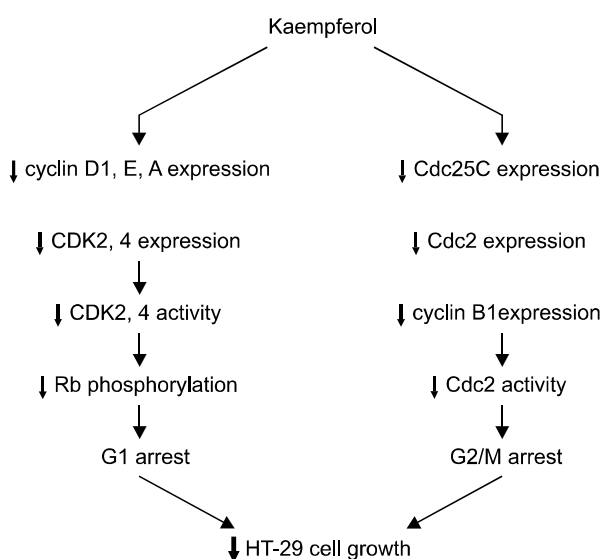 Kaempferol
↓ cyclin D1, E, A expression
↓ Cdc25C expression
↓ CDK2, 4 expression
↓ Cdc2 expression
↓ CDK2, 4 activity
↓ cyclin B1expression
↓ Rb phosphorylation
↓ Cdc2 activity
G1 arrest
G2/M arrest
↓ HT-29 cell growth